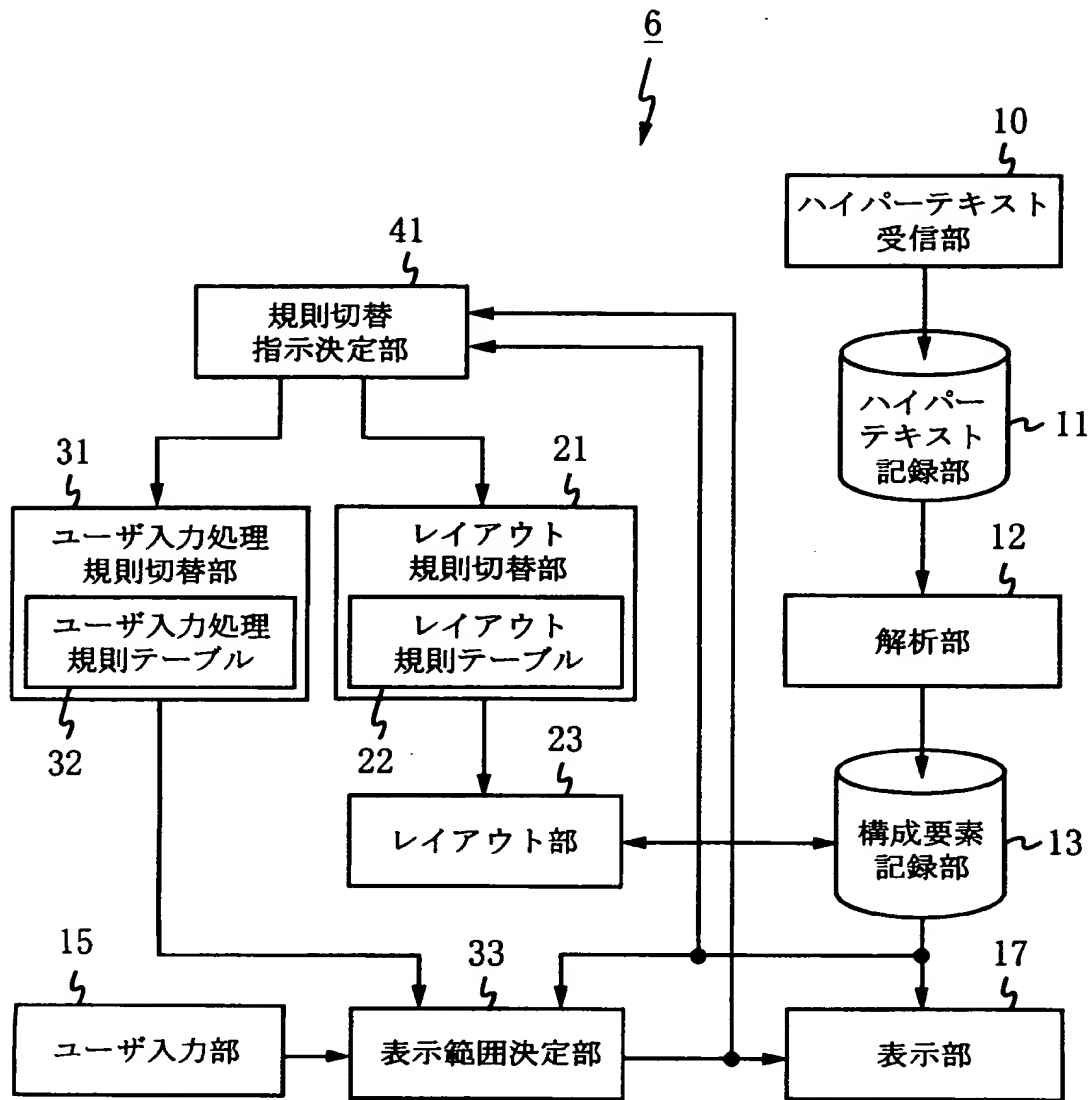 6
10
ハイパーテキスト
受信部
41
規則切替
指示決定部
ハイパー
テキスト
記録部
11
31
ユーザ入力処理
規則切替部
ユーザ入力処理
規則テーブル
32
21
レイアウト
規則切替部
レイアウト
規則テーブル
22
12
解析部
23
レイアウト部
構成要素
記録部
13
15
ユーザ入力部
33
表示範囲決定部
17
表示部